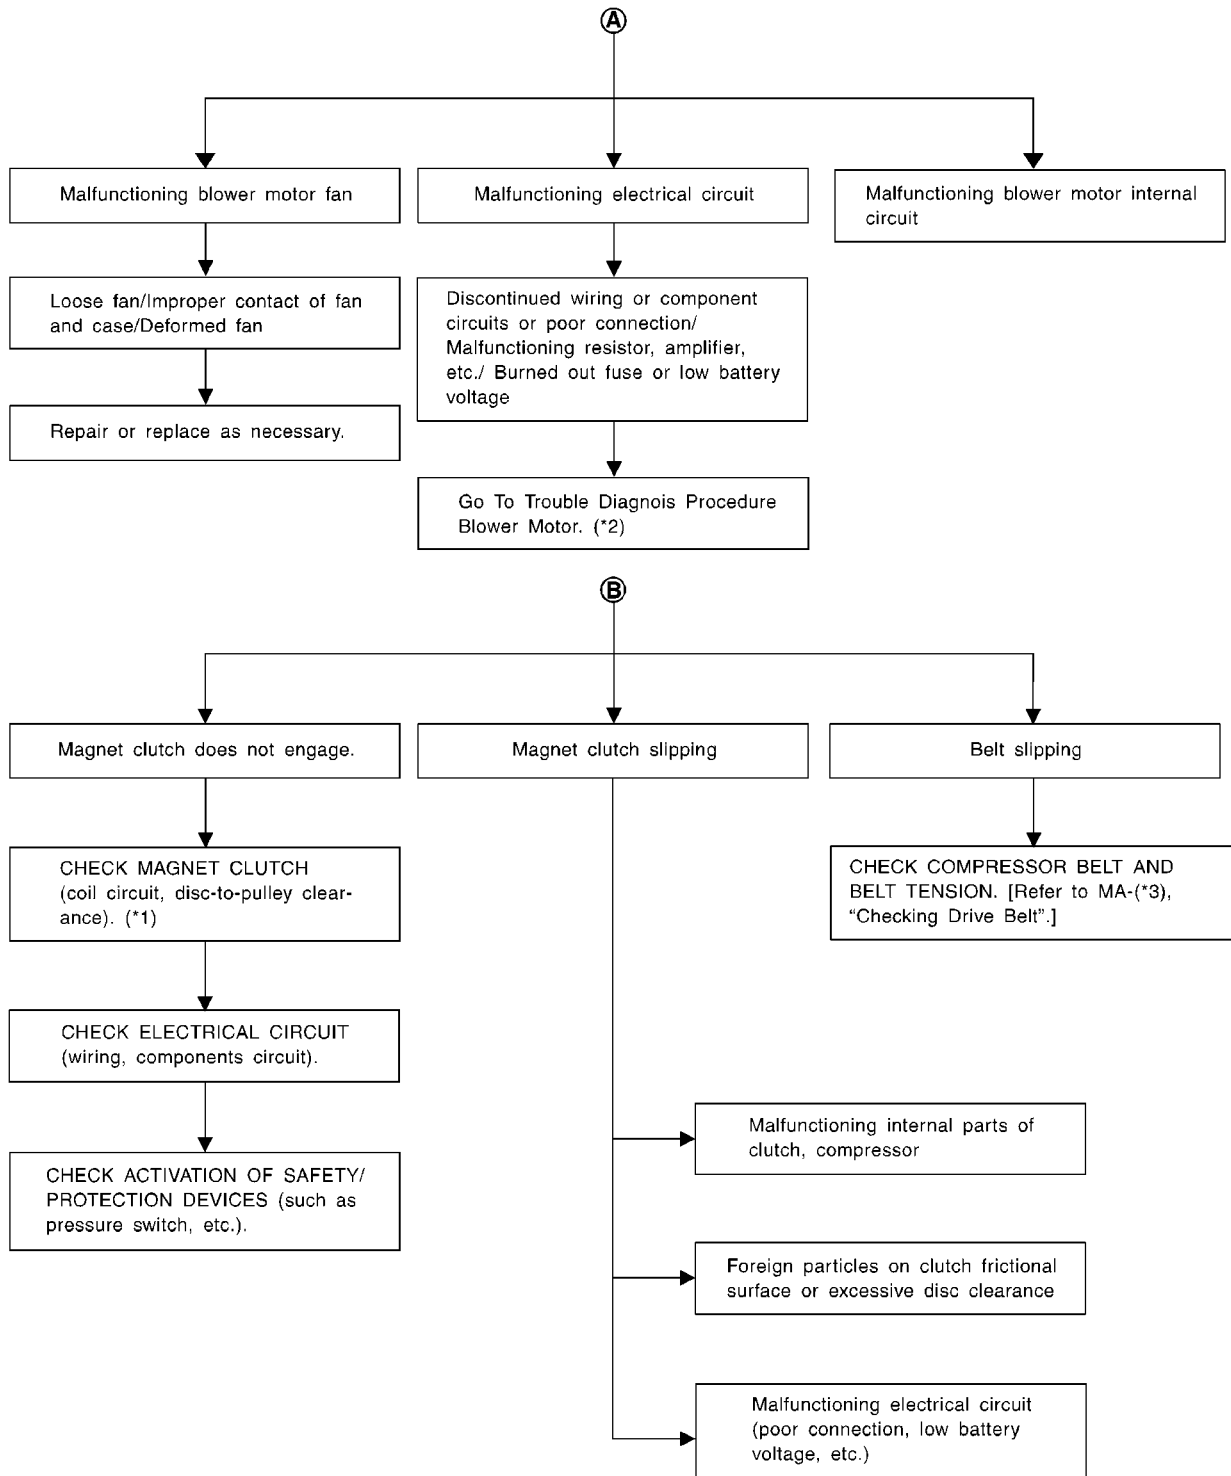 A
Malfunctioning blower motor fan
Malfunctioning electrical circuit
Malfunctioning blower motor internal
circuit
Loose fan/Improper contact of fan
and case/Deformed fan
Discontinued wiring or component
circuits or poor connection/
Malfunctioning resistor, amplifier,
etc./ Burned out fuse or low battery
voltage
Repair or replace as necessary.
Go To Trouble Diagnois Procedure
Blower Motor. (*2)
B
Magnet clutch does not engage.
Magnet clutch slipping
Belt slipping
CHECK MAGNET CLUTCH
(coil circuit, disc-to-pulley clear-
ance). (*1)
CHECK COMPRESSOR BELT AND
BELT TENSION. [Refer to MA-(*3),
“Checking Drive Belt”.]
CHECK ELECTRICAL CIRCUIT
(wiring, components circuit).
CHECK ACTIVATION OF SAFETY/
PROTECTION DEVICES (such as
pressure switch, etc.).
Malfunctioning internal parts of
clutch, compressor
Foreign particles on clutch frictional
surface or excessive disc clearance
Malfunctioning electrical circuit
(poor connection, low battery
voltage, etc.)